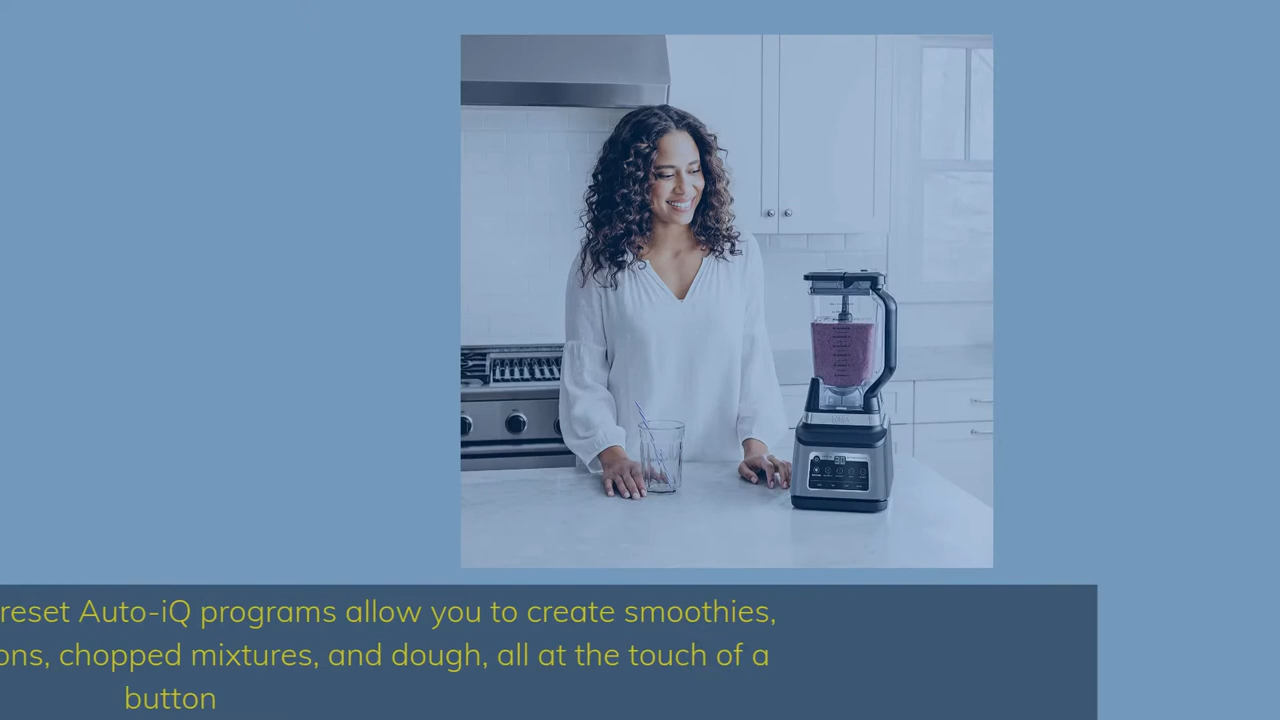 reset Auto-iQ programs allow you to create smoothies,
ons, chopped mixtures, and dough, all at the touch of a
button